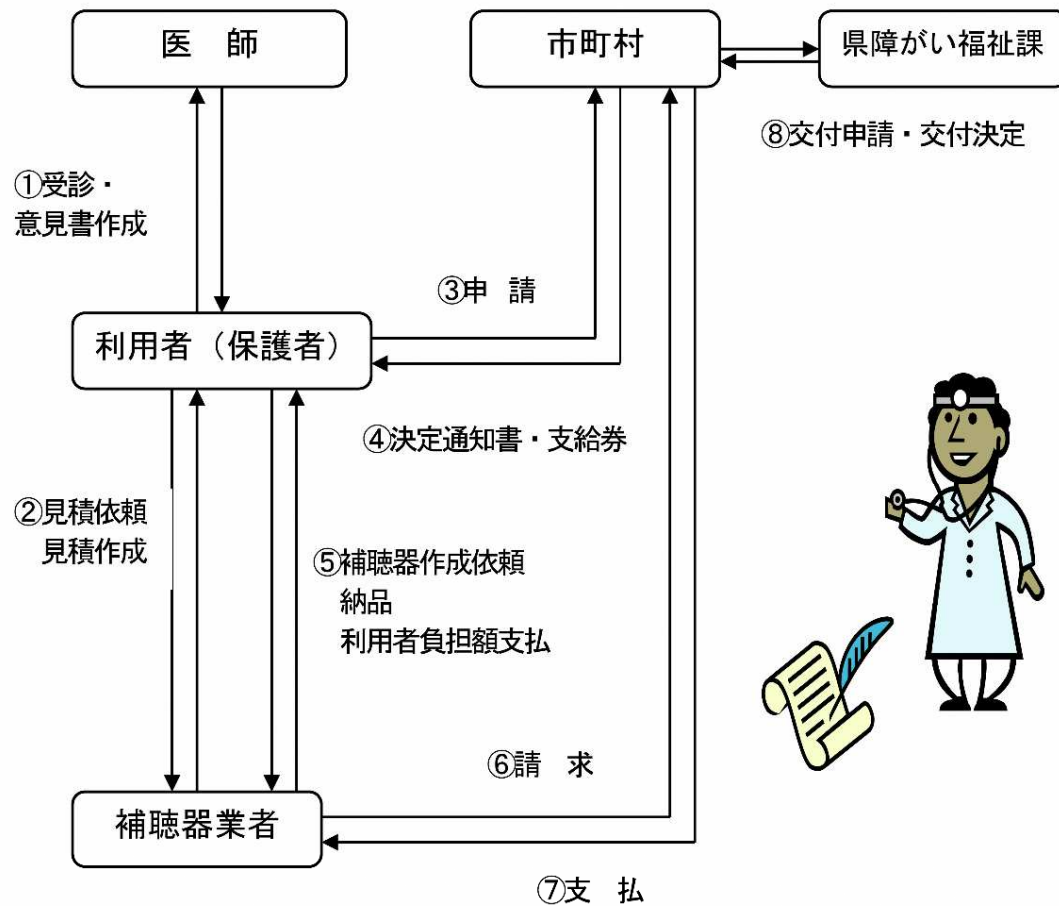 医　師
市町村
県障がい福祉課
⑧交付申請・交付決定
①受診・
意見書作成
③申　請
利用者（保護者）
④決定通知書・支給券
②見積依頼
見積作成
⑤補聴器作成依頼
納品
利用者負担額支払
⑥請　求
補聴器業者
⑦支　払